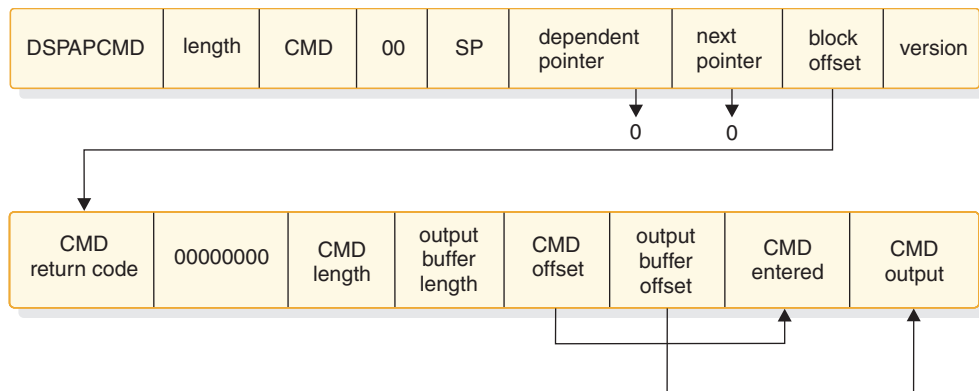 DSPAPCMD
length
CMD
00
SP
dependent
pointer
next
pointer
block
offset
version
0
0
CMD
return code
00000000
CMD
length
output
buffer
length
CMD
offset
output
buffer
offset
CMD
entered
CMD
output